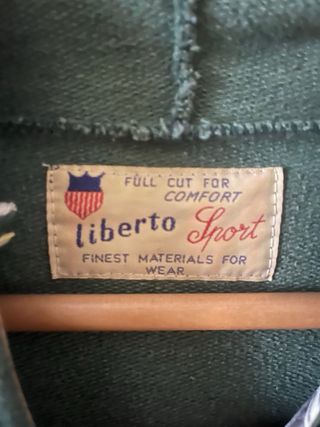 FULL CUT FOR
COMFORT
liberto Sport
FINEST MATERIALS FOR
WEAR